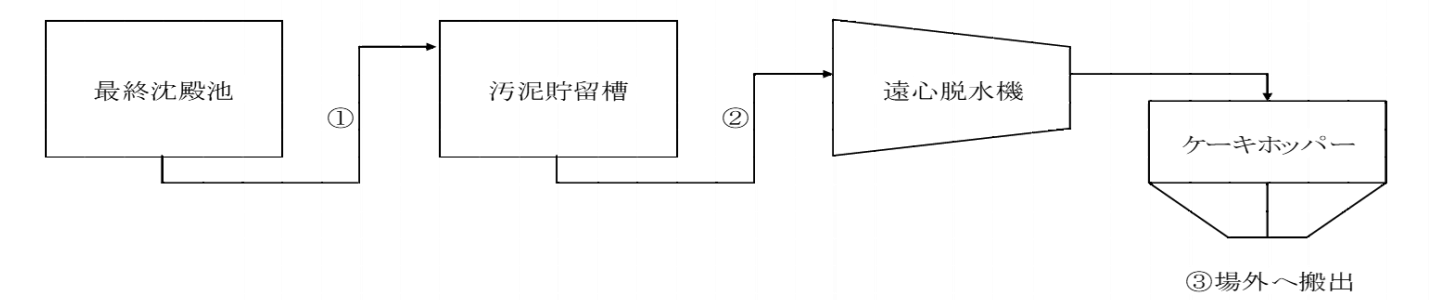 最終沈殿池
①
汚泥貯留槽
②
遠心脱水機
ケーキホッパー
③場外へ搬出